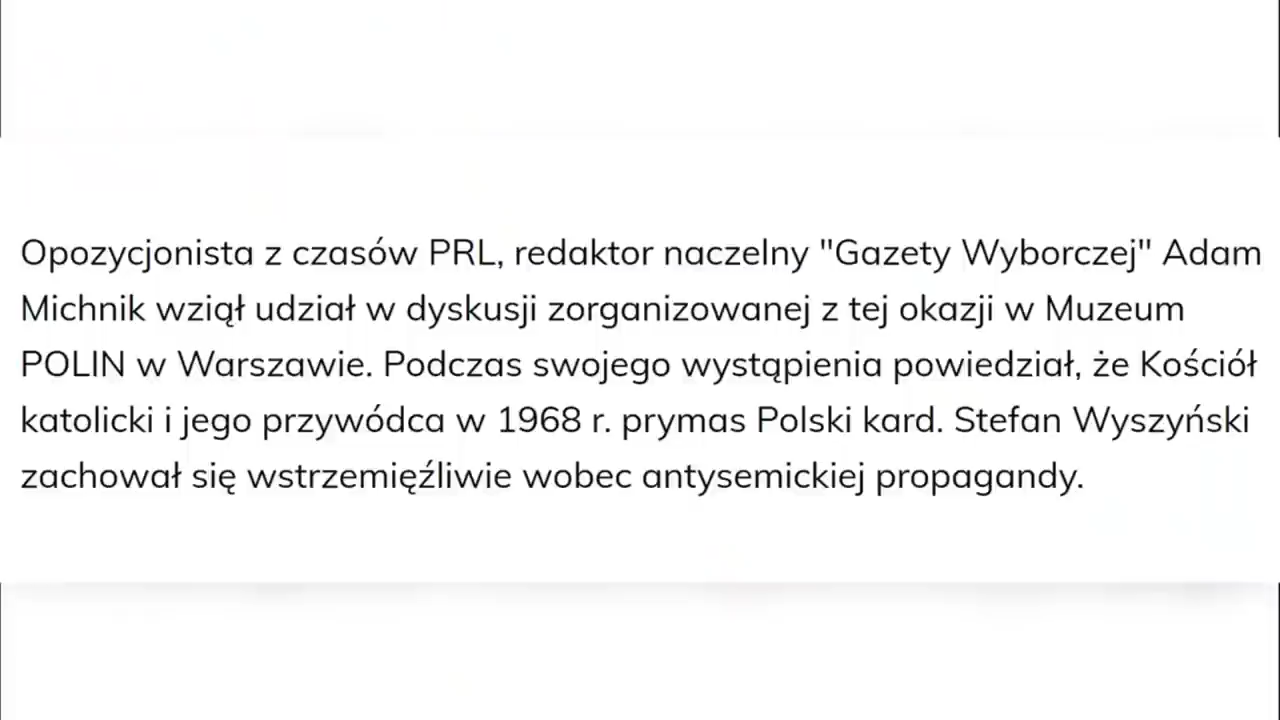 Opozycjonista z czasów PRL, redaktor naczelny "Gazety Wyborczej" Adam
Michnik wziął udział w dyskusji zorganizowanej z tej okazji w Muzeum
POLIN w Warszawie. Podczas swojego wystąpienia powiedział, że Kościół
katolicki i jego przywódca w 1968 r. prymas Polski kard. Stefan Wyszyński
zachował się wstrzemięźliwie wobec antysemickiej propagandy.